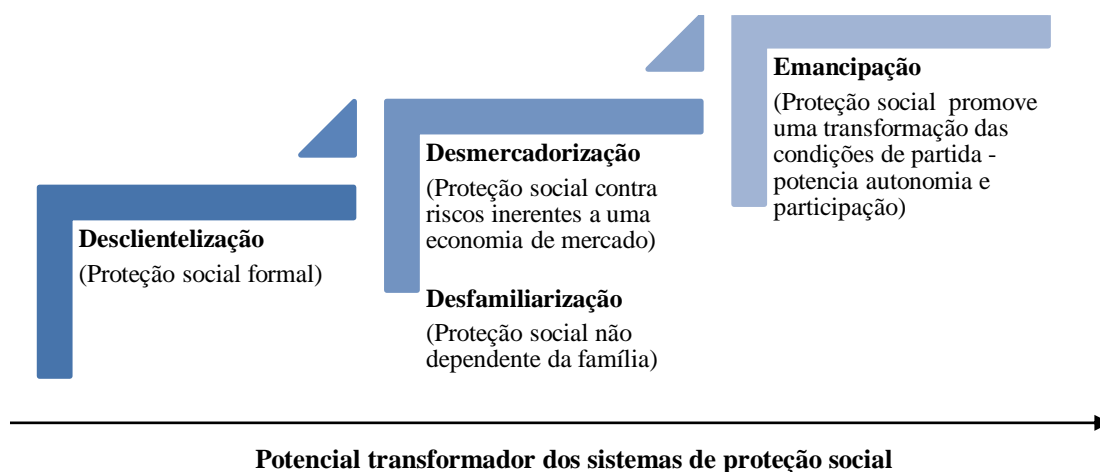 Desclientelização
(Proteção social formal)
Desmercadorização
(Proteção social contra
riscos inerentes a uma
economia de mercado)
Desfamiliarização
(Proteção social não
dependente da família)
Emancipação
(Proteção social promove
uma transformação das
condições de partida -
potencia autonomia e
participação)
Potencial transformador dos sistemas de proteção social